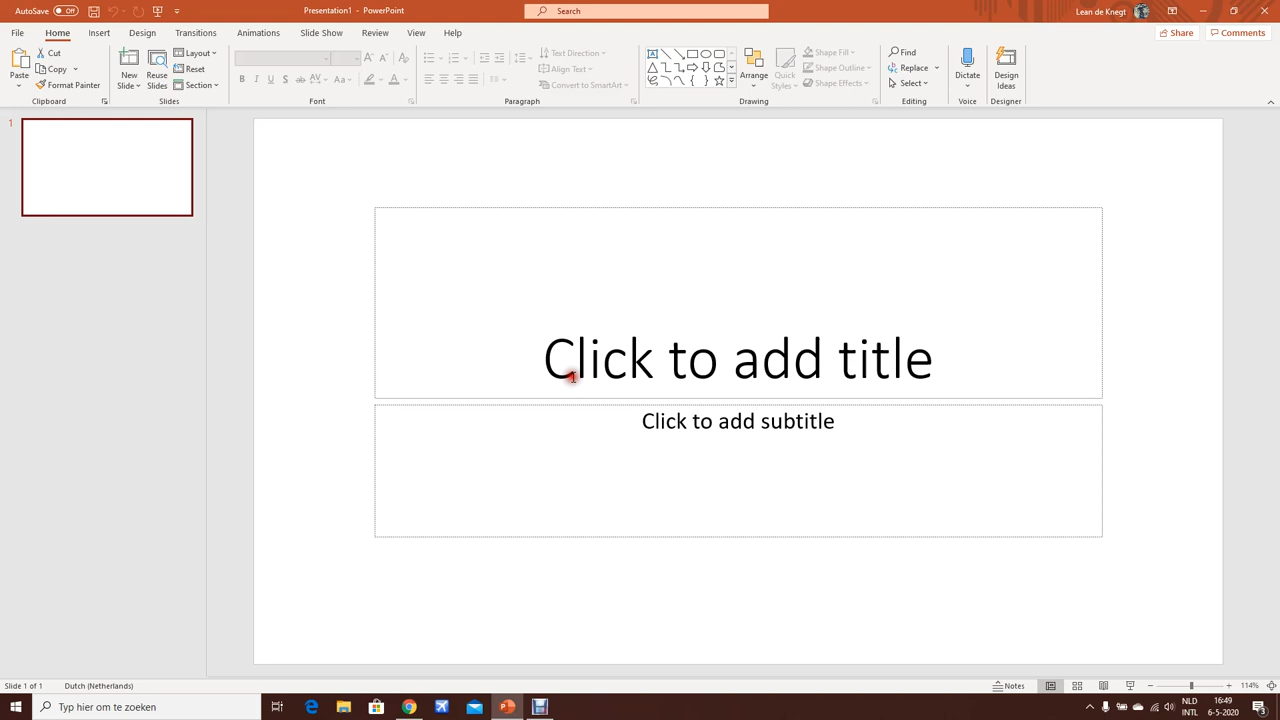 AutoSave Off Presentation1 - PowerPoint Search Lean de Knegt
File Home Insert Design Transitions Animations Slide Show Review View Help Share Comments
Paste Cut Copy Format Painter Clipboard
New Slide Reuse Slides Layout Reset Section Slides
B I U S ab AV Aa A Font
Text Direction Align Text Convert to SmartArt Paragraph
Arrange Quick Styles Shape Fill Shape Outline Shape Effects Drawing
Find Replace Select Editing
Dictate Voice
Design Ideas Designer
1
Click to add title
Click to add subtitle
Slide 1 of 1 Dutch (Netherlands) Notes 114%
Typ hier om te zoeken NLD INTL 16:49 6-5-2020